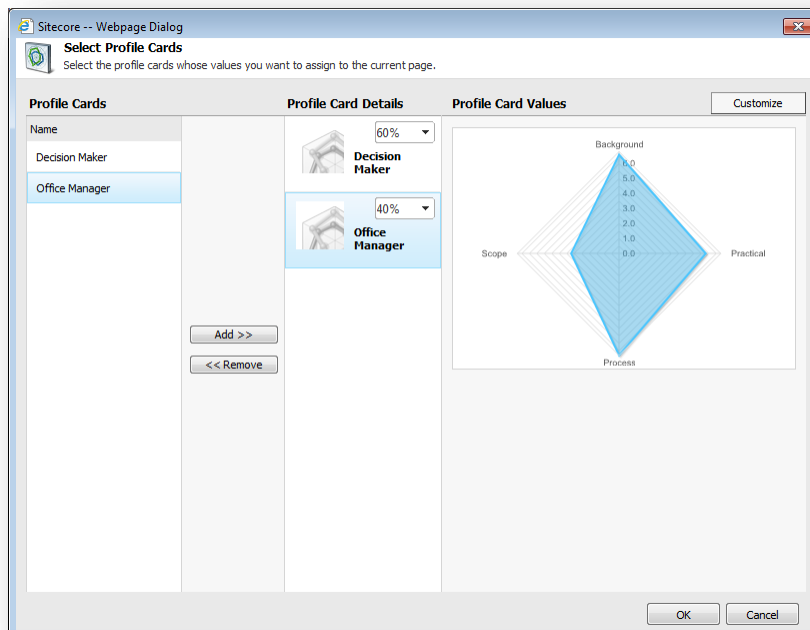 Sitecore -- Webpage Dialog
Select Profile Cards
Select the profile cards whose values you want to assign to the current page.
Profile Cards
Name
Decision Maker
Office Manager
Add >>
<< Remove
Profile Card Details
60%
Decision
Maker
40%
Office
Manager
Profile Card Values
Customize
Background
6.0
5.0
4.0
3.0
2.0
1.0
0.0
Scope
Practical
Process
OK
Cancel